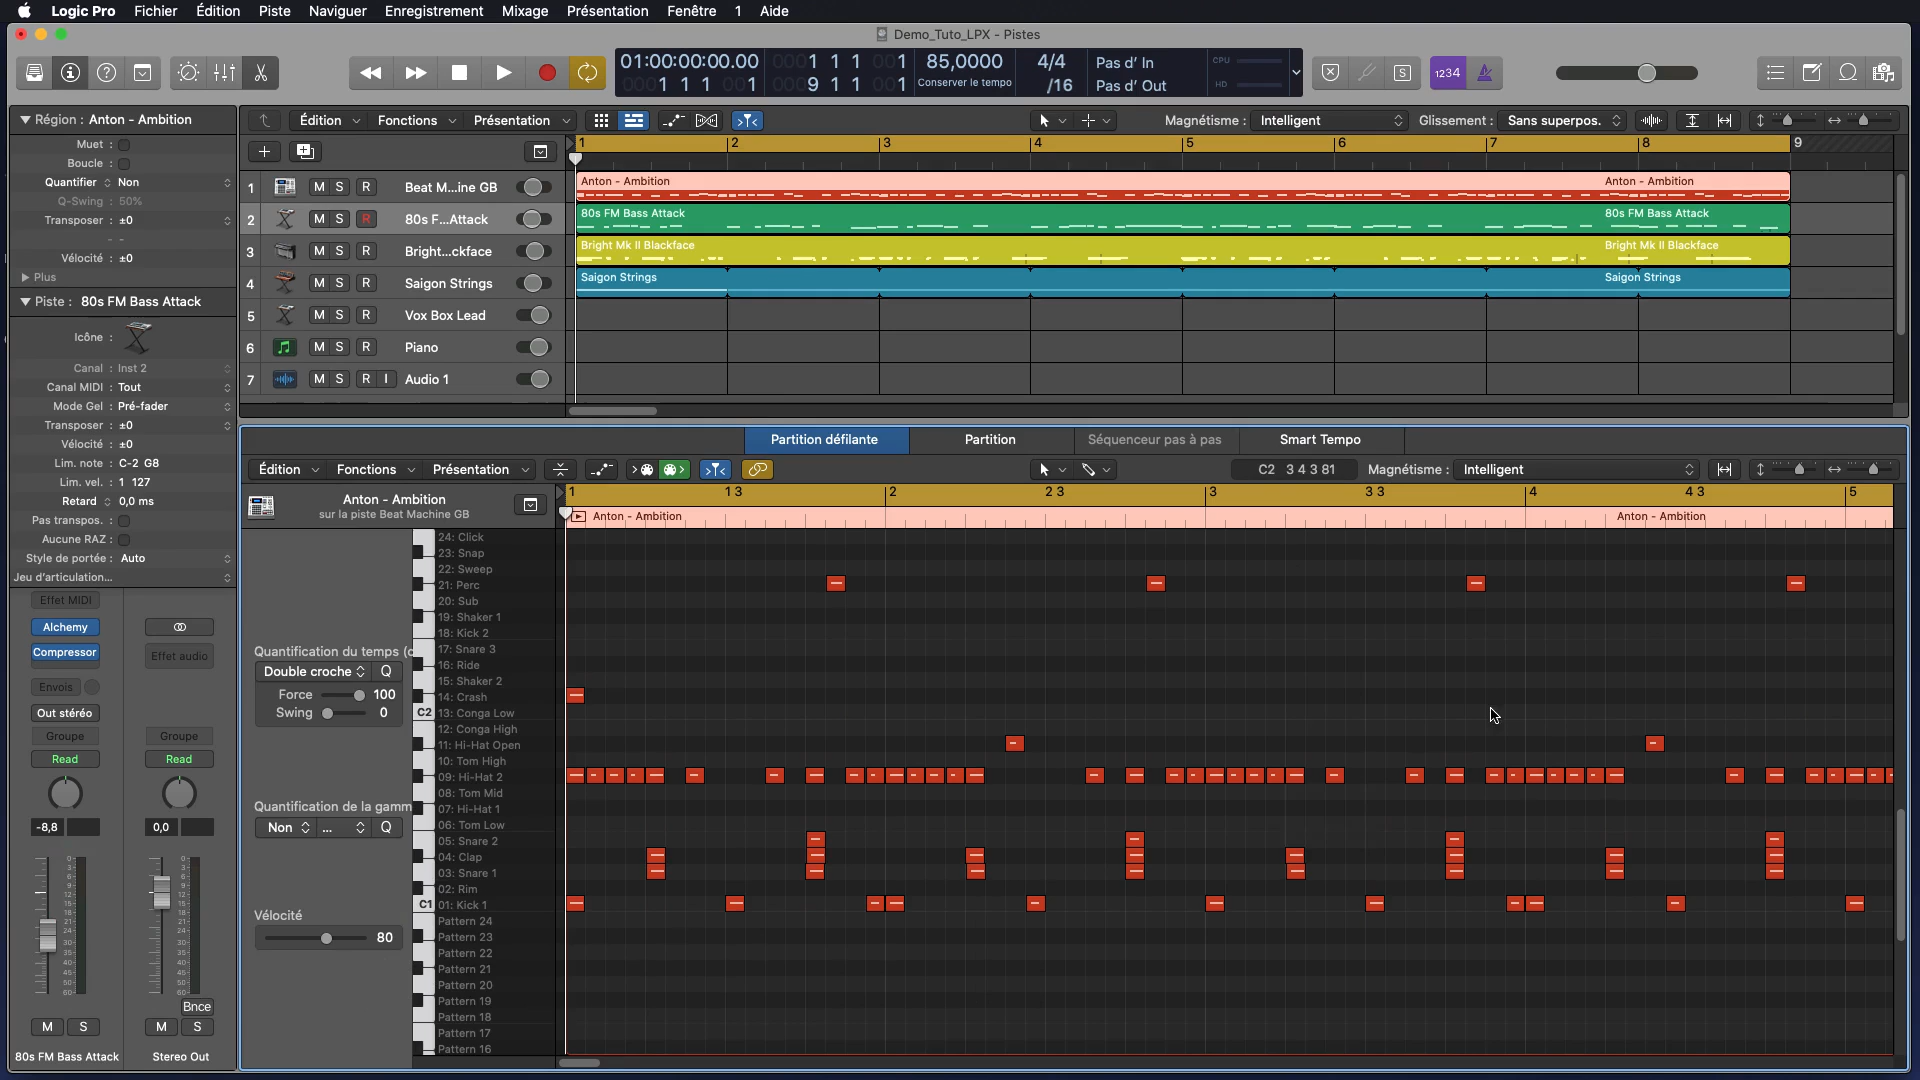 Logic Pro Fichier Édition Piste Naviguer Enregistrement Mixage Présentation Fenêtre 1 Aide
Demo_Tuto_LPX - Pistes
01:00:00:00.00 1 1 1 1 85,0000 4/4 Pas d' In CPU
1 1 1 1 9 1 1 1 Conserver le tempo /16 Pas d' Out HD
1234
Région : Anton - Ambition
Muet :
Boucle :
Quantifier Non
Q-Swing : 50%
Transposer : ±0
Vélocité : ±0
Plus
Piste : 80s FM Bass Attack
Icône :
Canal : Inst 2
Canal MIDI : Tout
Mode Gel : Pré-fader
Transposer : ±0
Vélocité : ±0
Lim. note : C-2 G8
Lim. vel. : 1 127
Retard 0,0 ms
Pas transpos. :
Aucune RAZ :
Style de portée : Auto
Jeu d'articulation...
Effet MIDI
Alchemy
Compressor Effet audio
Envois
Out stéréo
Groupe Groupe
Read Read
-8,8 0,0
Bnce
M S M S
80s FM Bass Attack Stereo Out
Édition Fonctions Présentation Magnétisme : Intelligent Glissement : Sans superpos.
1 2 3 4 5 6 7 8 9
1 M S R Beat M...ine GB
2 M S R 80s F...Attack
3 M S R Bright...ckface
4 M S R Saigon Strings
5 M S R Vox Box Lead
6 M S R Piano
7 M S R I Audio 1
Anton - Ambition Anton - Ambition
80s FM Bass Attack 80s FM Bass Attack
Bright Mk II Blackface Bright Mk II Blackface
Saigon Strings Saigon Strings
Partition défilante Partition Séquenceur pas à pas Smart Tempo
Édition Fonctions Présentation C2 3 4 3 81 Magnétisme : Intelligent
Anton - Ambition
sur la piste Beat Machine GB
1 1 3 2 2 3 3 3 3 4 4 3 5
Anton - Ambition Anton - Ambition
Quantification du temps (c
Double croche Q
Force 100
Swing 0
Quantification de la gamm
Non ... Q
Vélocité
80
24: Click
23: Snap
22: Sweep
21: Perc
20: Sub
19: Shaker 1
18: Kick 2
17: Snare 3
16: Ride
15: Shaker 2
14: Crash
C2 13: Conga Low
12: Conga High
11: Hi-Hat Open
10: Tom High
09: Hi-Hat 2
08: Tom Mid
07: Hi-Hat 1
06: Tom Low
05: Snare 2
04: Clap
03: Snare 1
02: Rim
C1 01: Kick 1
Pattern 24
Pattern 23
Pattern 22
Pattern 21
Pattern 20
Pattern 19
Pattern 18
Pattern 17
Pattern 16